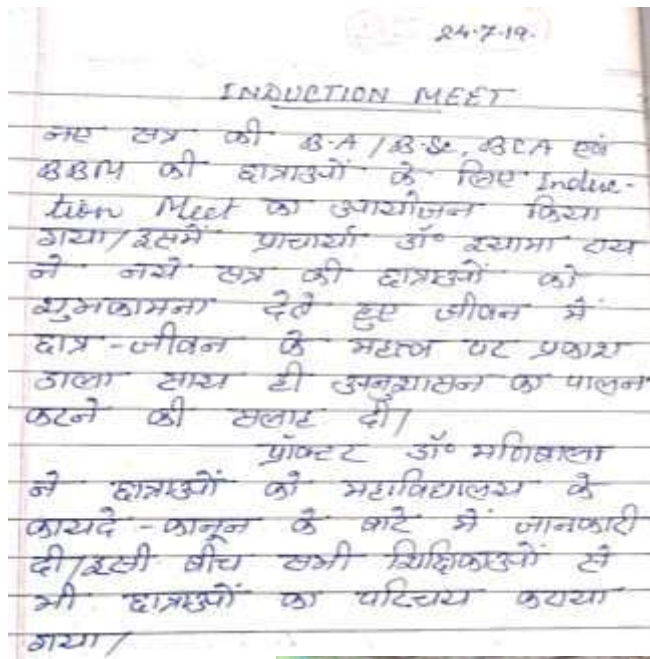 24.7.19.
INDUCTION MEET
नए सत्र की B.A / B.Sc, BCA एवं
BBM की छात्राओं के लिए Induc-
tion Meet का आयोजन किया
गया / इसमें प्राचार्या डॉ० श्यामा राय
ने नये सत्र की छात्राओं को
शुभकामना देते हुए जीवन में
छात्र - जीवन के महत्व पर प्रकाश
डाला साथ ही अनुशासन का पालन
करने की सलाह दी /
प्रॉक्टर डॉ० मणिबाला
ने छात्राओं को महाविद्यालय के
कायदे - कानून के बारे में जानकारी
दी / इसी बीच सभी शिक्षिकाओं से
भी छात्राओं का परिचय कराया
गया /